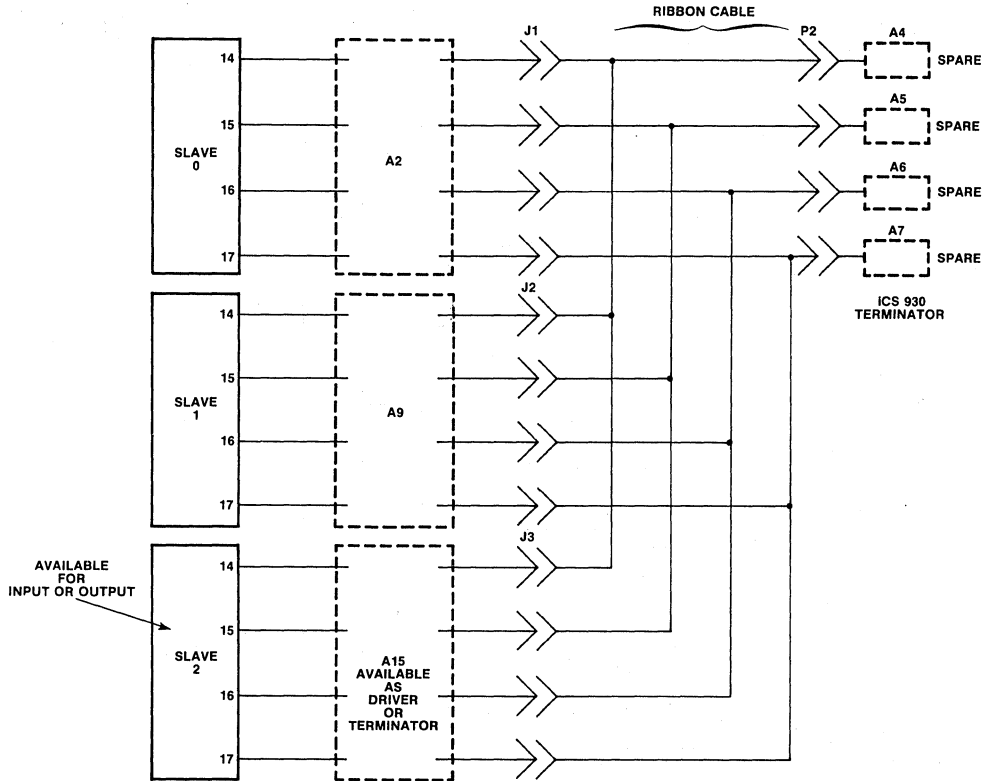 RIBBON CABLE
J1
P2
A4
14
SPARE
A5
15
SPARE
SLAVE
0
A2
A6
16
SPARE
A7
17
SPARE
iCS 930
TERMINATOR
J2
14
15
SLAVE
1
A9
16
17
J3
AVAILABLE
FOR
INPUT OR OUTPUT
14
15
SLAVE
2
A15
AVAILABLE
AS
DRIVER
OR
TERMINATOR
16
17